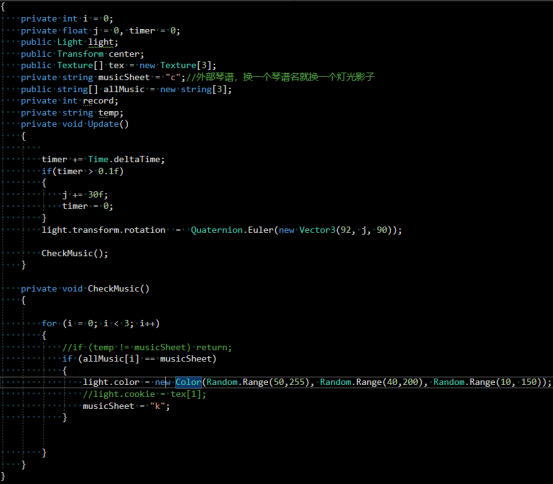 {
private int i = 0;
private float j = 0, timer = 0;
public Light light;
public Transform center;
public Texture[] tex = new Texture[3];
private string musicSheet = "c";//外部琴谱，换一个琴谱名就换一个灯光影子
public string[] allMusic = new string[3];
private int record;
private string temp;
private void Update()
{
timer += Time.deltaTime;
if(timer > 0.1f)
{
j += 30f;
timer = 0;
}
light.transform.rotation = Quaternion.Euler(new Vector3(92, j, 90));
CheckMusic();
}
private void CheckMusic()
{
for (i = 0; i < 3; i++)
{
//if (temp != musicSheet) return;
if (allMusic[i] == musicSheet)
{
light.color = new Color(Random.Range(50,255), Random.Range(40,200), Random.Range(10, 150));
//light.cookie = tex[1];
musicSheet = "k";
}
}
}
}